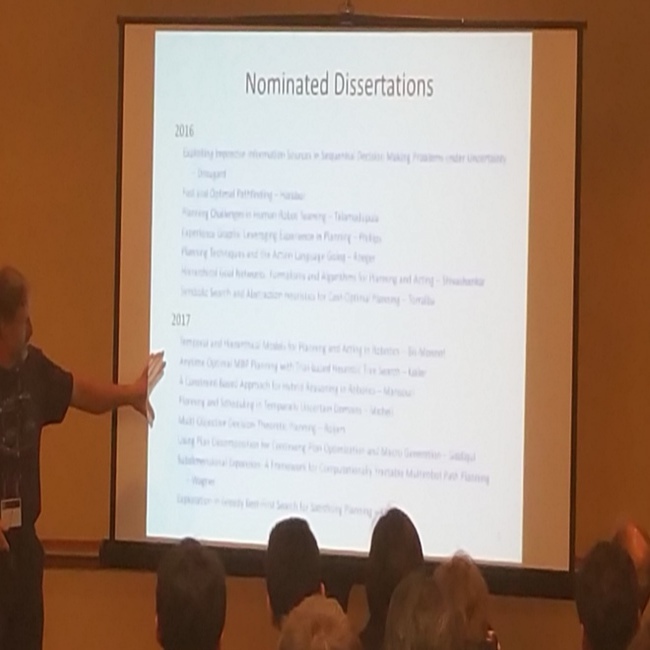 Nominated Dissertations
2016
Exploiting Imprecise Information Sources in Sequential Decision Making Problems under Uncertainty
- Drougard
Fast and Optimal Pathfinding – Harabor
Planning Challenges in Human Robot Teaming – Talamadupula
Experience Graphs: Leveraging Experience in Planning – Phillips
Planning Techniques and the Action Language Golog – Roeger
Hierarchical Goal Networks: Formalisms and Algorithms for Planning and Acting – Shivashankar
Symbolic Search and Abstraction Heuristics for Cost-Optimal Planning – Torralba
2017
Temporal and Hierarchical Models for Planning and Acting in Robotics – Bit-Monnot
Anytime Optimal MDP Planning with Trial-based Heuristic Tree Search – Keller
A Constraint-Based Approach for Hybrid Reasoning in Robotics – Mansouri
Planning and Scheduling in Temporally Uncertain Domains – Micheli
Multi-Objective Decision-Theoretic Planning – Roijers
Using Plan Decomposition for Continuing Plan Optimisation and Macro Generation – Siddiqui
Subdimensional Expansion: A Framework for Computationally Tractable Multirobot Path Planning
- Wagner
Exploration in Greedy Best-First Search for Satisficing Planning –